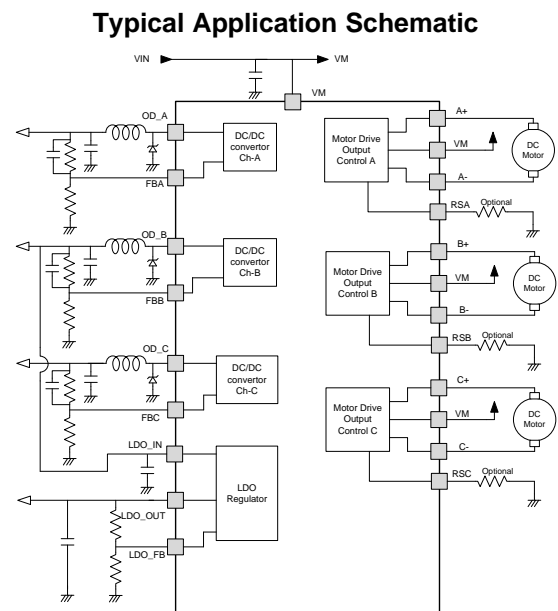 Typical Application Schematic
VIN
VM
VM
OD_A
DC/DC
convertor
Ch-A
FBA
OD_B
DC/DC
convertor
Ch-B
FBB
OD_C
DC/DC
convertor
Ch-C
FBC
LDO_IN
LDO
Regulator
LDO_OUT
LDO_FB
Motor Drive
Output
Control A
A+
VM
A-
DC
Motor
RSA
Optional
Motor Drive
Output
Control B
B+
VM
B-
DC
Motor
RSB
Optional
Motor Drive
Output
Control C
C+
VM
C-
DC
Motor
RSC
Optional